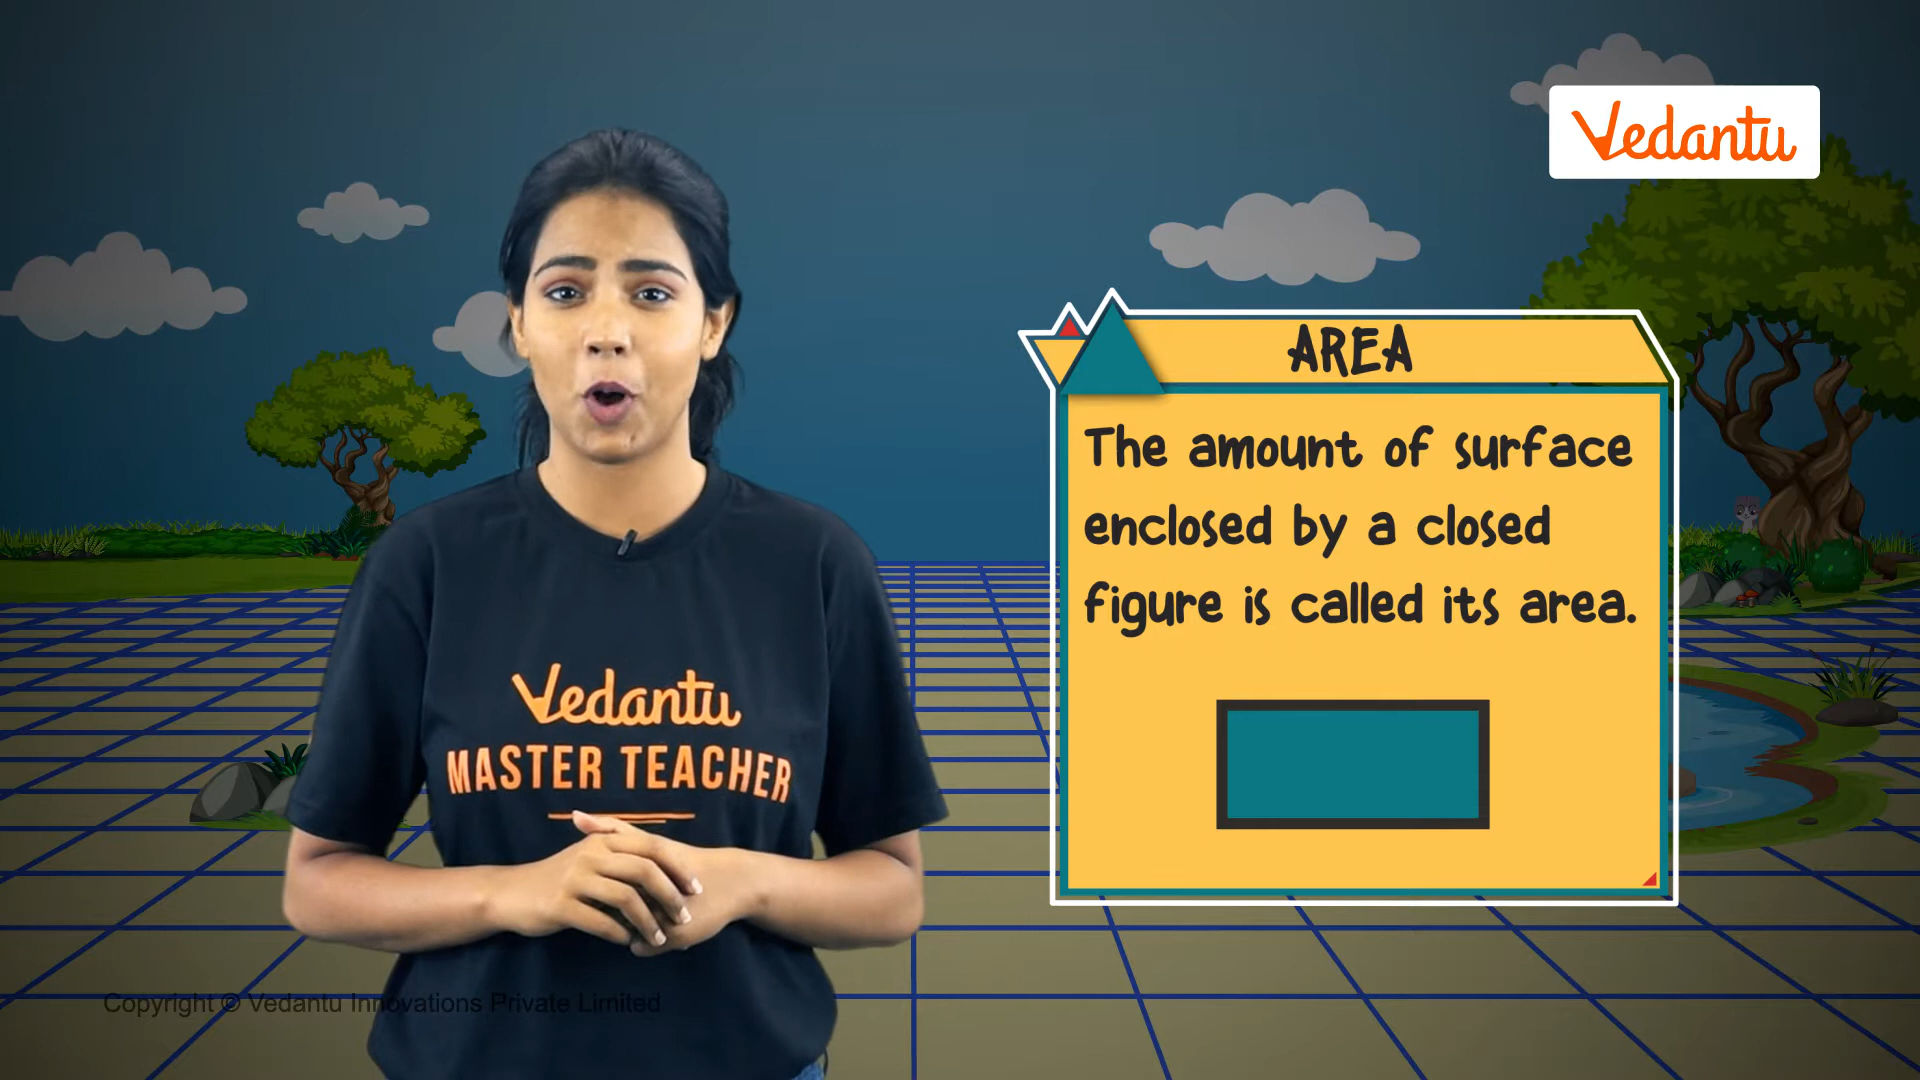 Vedantu
AREA
The amount of surface
enclosed by a closed
figure is called its area.
Vedantu
MASTER TEACHER
Copyright © Vedantu Innovations Private Limited